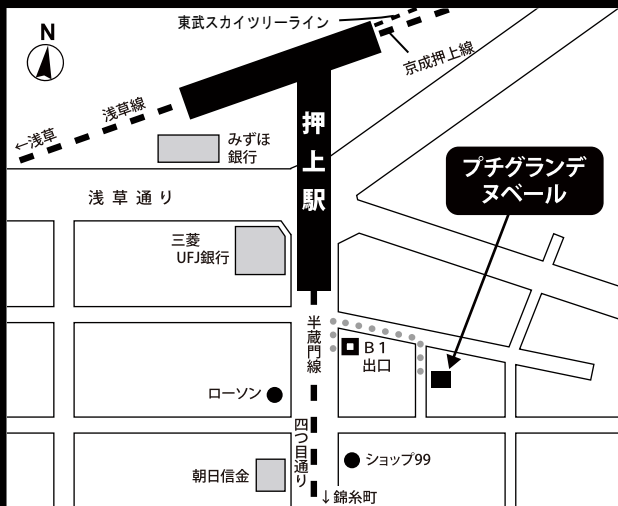 東武スカイツリーライン
N
京成押上線
浅草線
←浅草
みずほ
銀行
押上駅
プチグランデ
ヌベール
浅草通り
三菱
UFJ銀行
半蔵門線
B1
出口
ローソン
四つ目通り
ショップ99
朝日信金
↓錦糸町